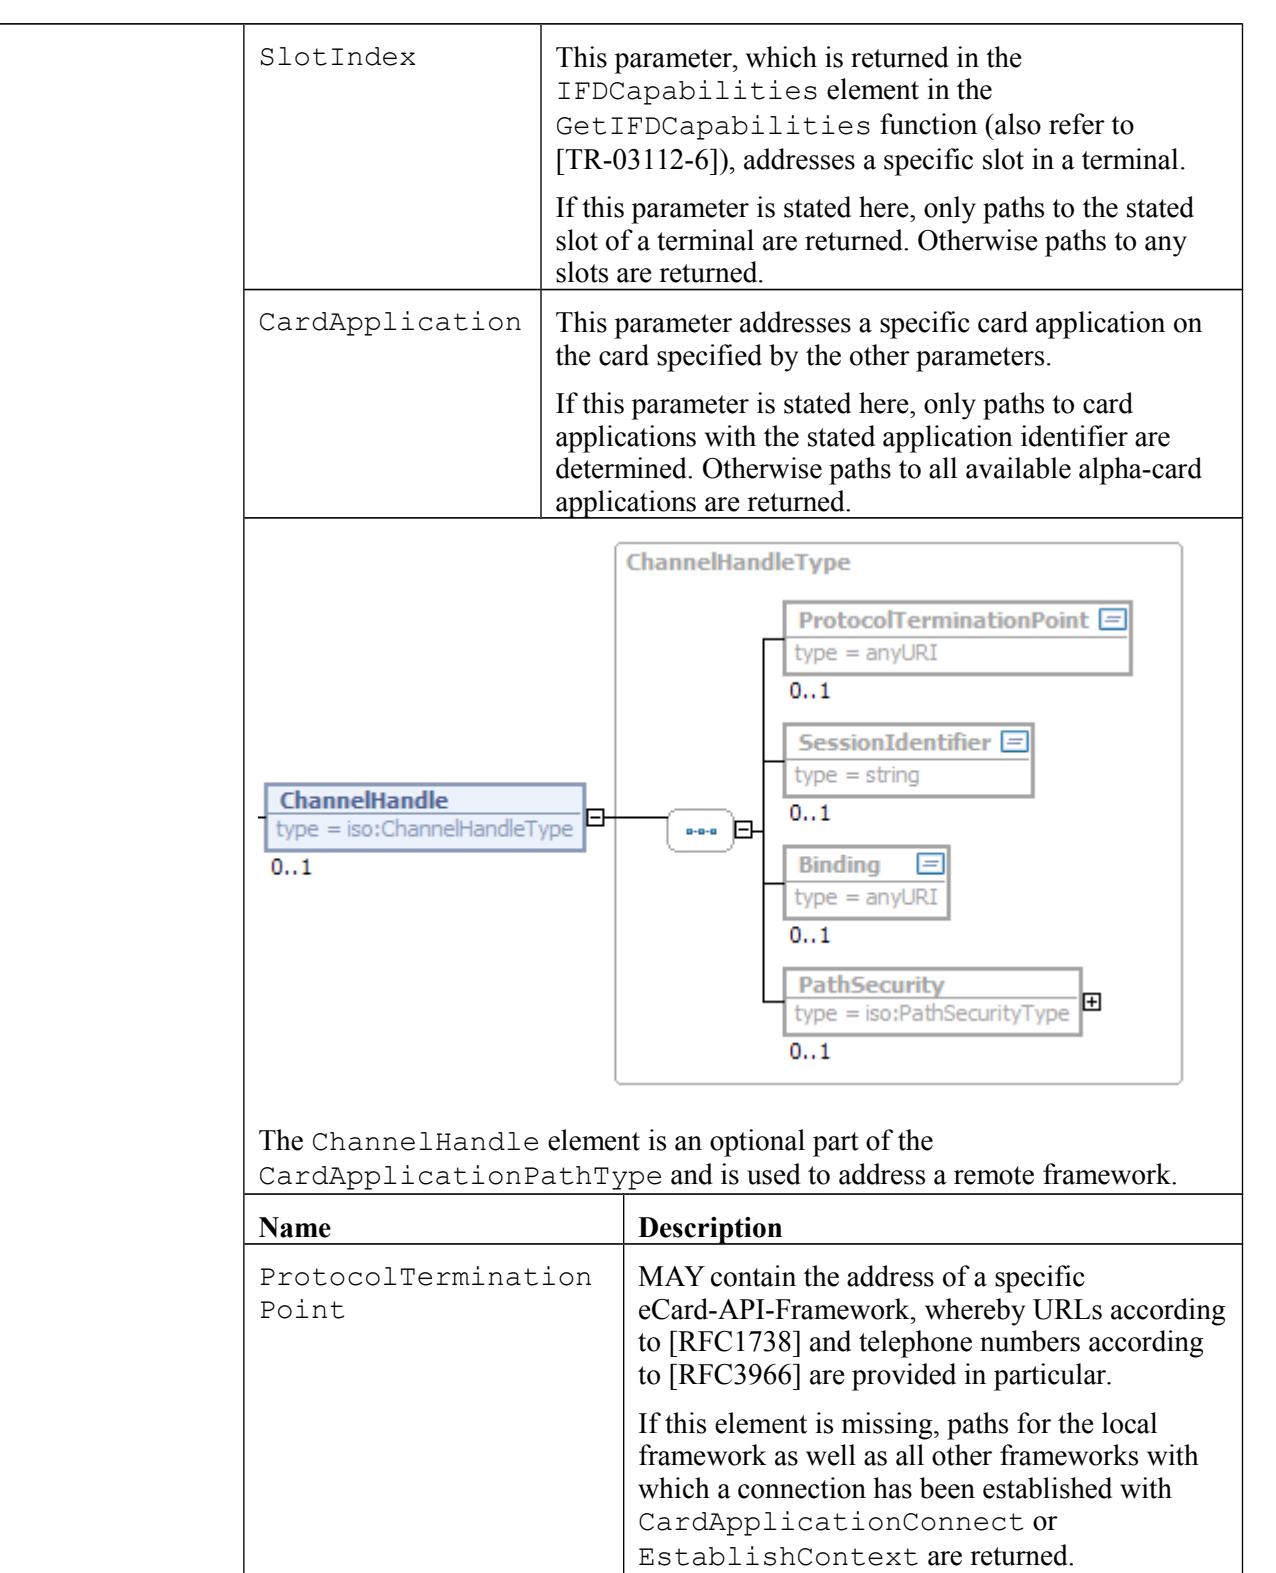 SlotIndex
This parameter, which is returned in the
IFDCapabilities element in the
GetIFDCapabilities function (also refer to
[TR-03112-6]), addresses a specific slot in a terminal.
If this parameter is stated here, only paths to the stated
slot of a terminal are returned. Otherwise paths to any
slots are returned.
CardApplication
This parameter addresses a specific card application on
the card specified by the other parameters.
If this parameter is stated here, only paths to card
applications with the stated application identifier are
determined. Otherwise paths to all available alpha-card
applications are returned.
ChannelHandleType
ProtocolTerminationPoint
type = anyURI
0..1
SessionIdentifier
type = string
0..1
ChannelHandle
type = iso:ChannelHandleType
0..1
Binding
type = anyURI
0..1
PathSecurity
type = iso:PathSecurityType
0..1
The ChannelHandle element is an optional part of the
CardApplicationPathType and is used to address a remote framework.
Name
Description
ProtocolTermination
Point
MAY contain the address of a specific
eCard-API-Framework, whereby URLs according
to [RFC1738] and telephone numbers according
to [RFC3966] are provided in particular.
If this element is missing, paths for the local
framework as well as all other frameworks with
which a connection has been established with
CardApplicationConnect or
EstablishContext are returned.